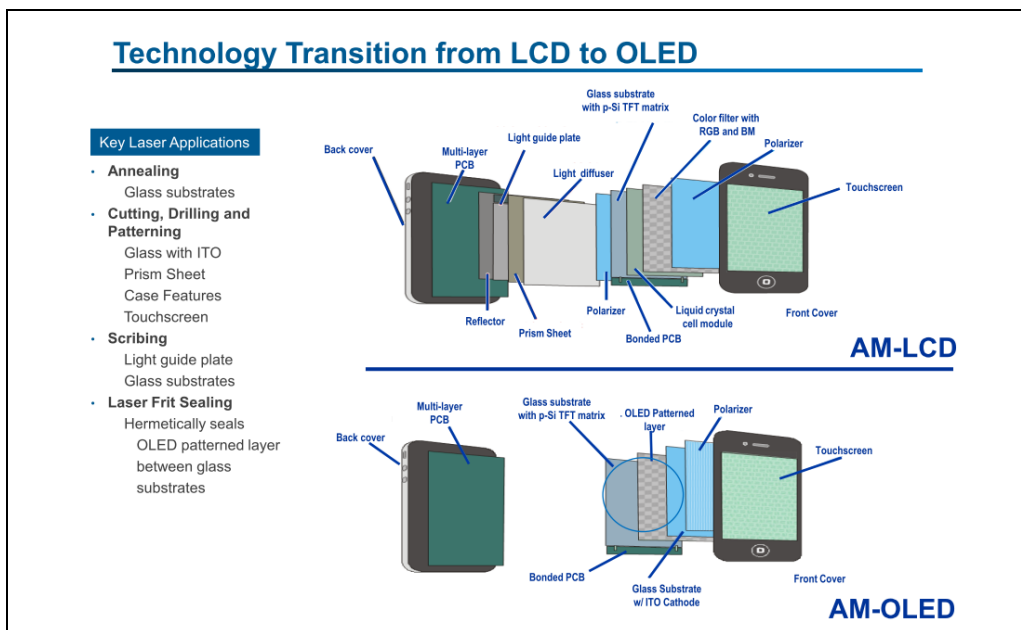 Technology Transition from LCD to OLED
Key Laser Applications
• Annealing
Glass substrates
• Cutting, Drilling and
Patterning
Glass with ITO
Prism Sheet
Case Features
Touchscreen
• Scribing
Light guide plate
Glass substrates
• Laser Frit Sealing
Hermetically seals
OLED patterned layer
between glass
substrates
Back cover
Multi-layer
PCB
Light guide plate
Light diffuser
Glass substrate
with p-Si TFT matrix
Color filter with
RGB and BM
Polarizer
Touchscreen
Reflector
Prism Sheet
Polarizer
Bonded PCB
Liquid crystal
cell module
Front Cover
AM-LCD
Back cover
Multi-layer
PCB
Glass substrate
with p-Si TFT matrix
OLED Patterned
layer
Polarizer
Touchscreen
Bonded PCB
Glass Substrate
w/ ITO Cathode
Front Cover
AM-OLED